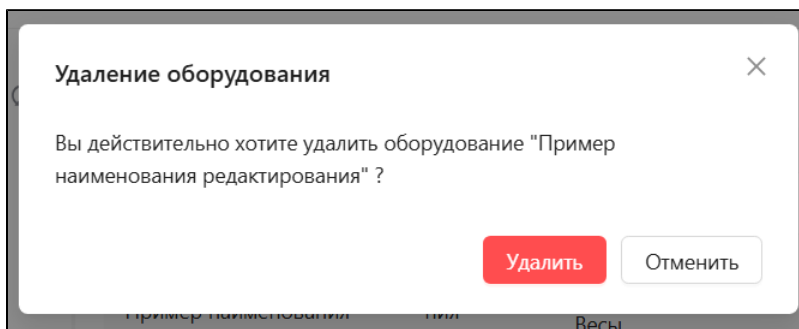 Удаление оборудования
Вы действительно хотите удалить оборудование "Пример
наименования редактирования" ?
Удалить
Отменить
Весы